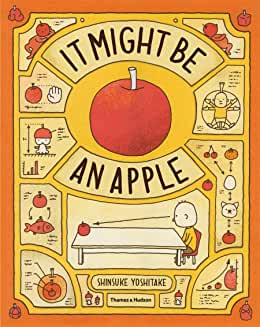 IT MIGHT BE
AN APPLE
SHINSUKE YOSHITAKE
Thames & Hudson